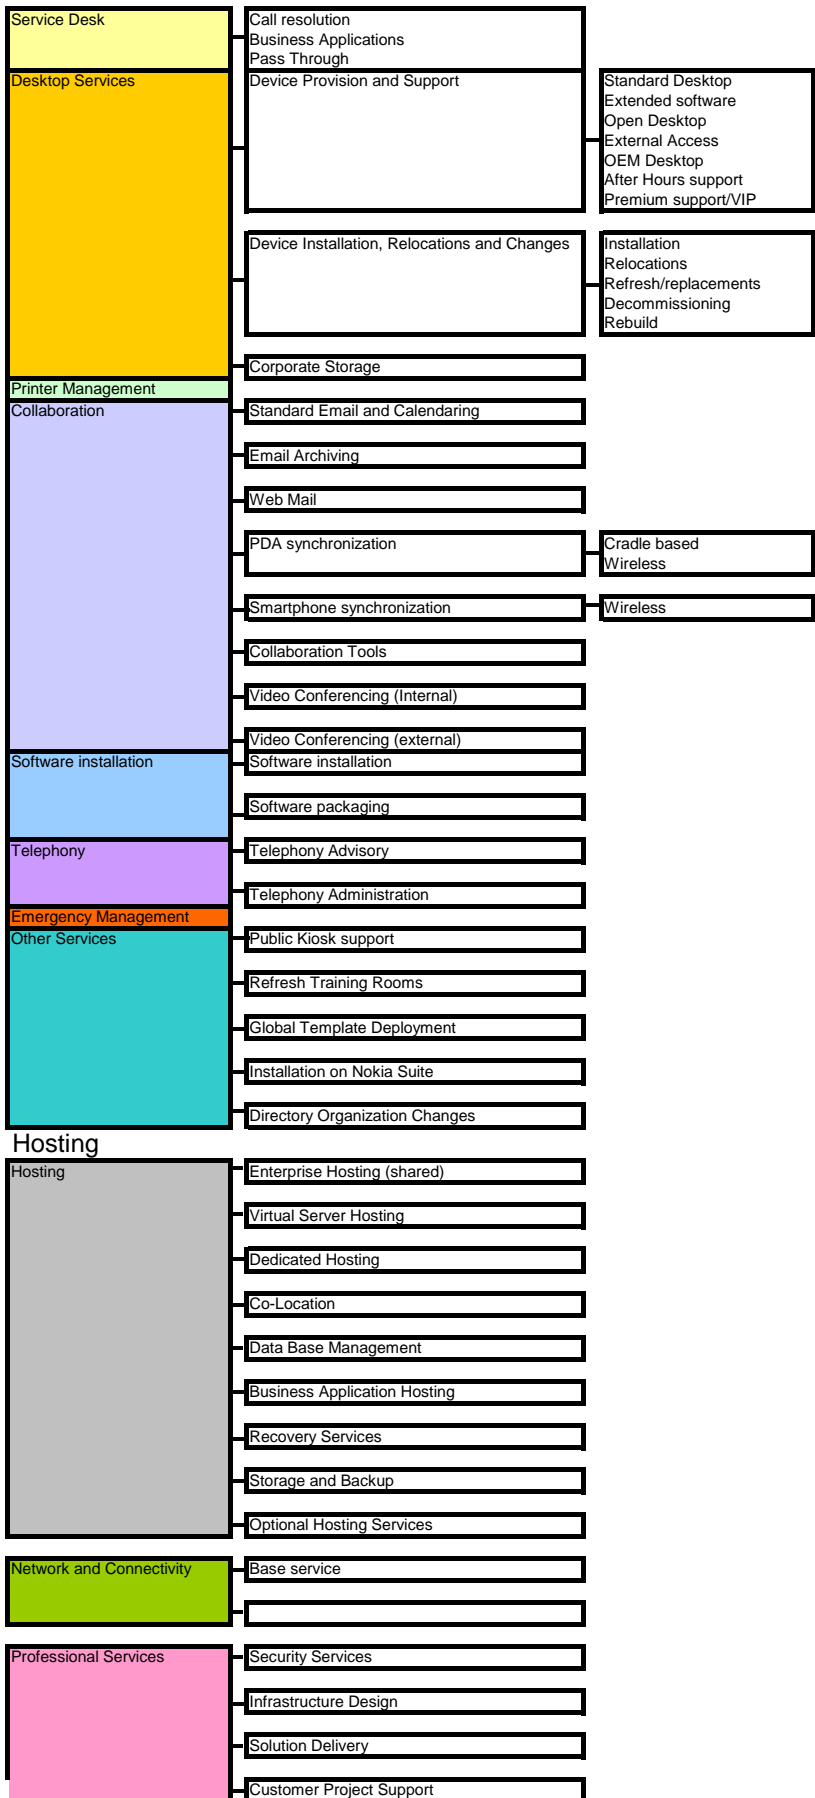 Service Desk
Call resolution
Business Applications
Pass Through
Desktop Services
Device Provision and Support
Standard Desktop
Extended software
Open Desktop
External Access
OEM Desktop
After Hours support
Premium support/VIP
Device Installation, Relocations and Changes
Installation
Relocations
Refresh/replacements
Decommissioning
Rebuild
Corporate Storage
Printer Management
Collaboration
Standard Email and Calendaring
Email Archiving
Web Mail
PDA synchronization
Cradle based
Wireless
Smartphone synchronization
Wireless
Collaboration Tools
Video Conferencing (Internal)
Video Conferencing (external)
Software installation
Software installation
Software packaging
Telephony
Telephony Advisory
Telephony Administration
Emergency Management
Other Services
Public Kiosk support
Refresh Training Rooms
Global Template Deployment
Installation on Nokia Suite
Directory Organization Changes
Hosting
Hosting
Enterprise Hosting (shared)
Virtual Server Hosting
Dedicated Hosting
Co-Location
Data Base Management
Business Application Hosting
Recovery Services
Storage and Backup
Optional Hosting Services
Network and Connectivity
Base service
Professional Services
Security Services
Infrastructure Design
Solution Delivery
Customer Project Support